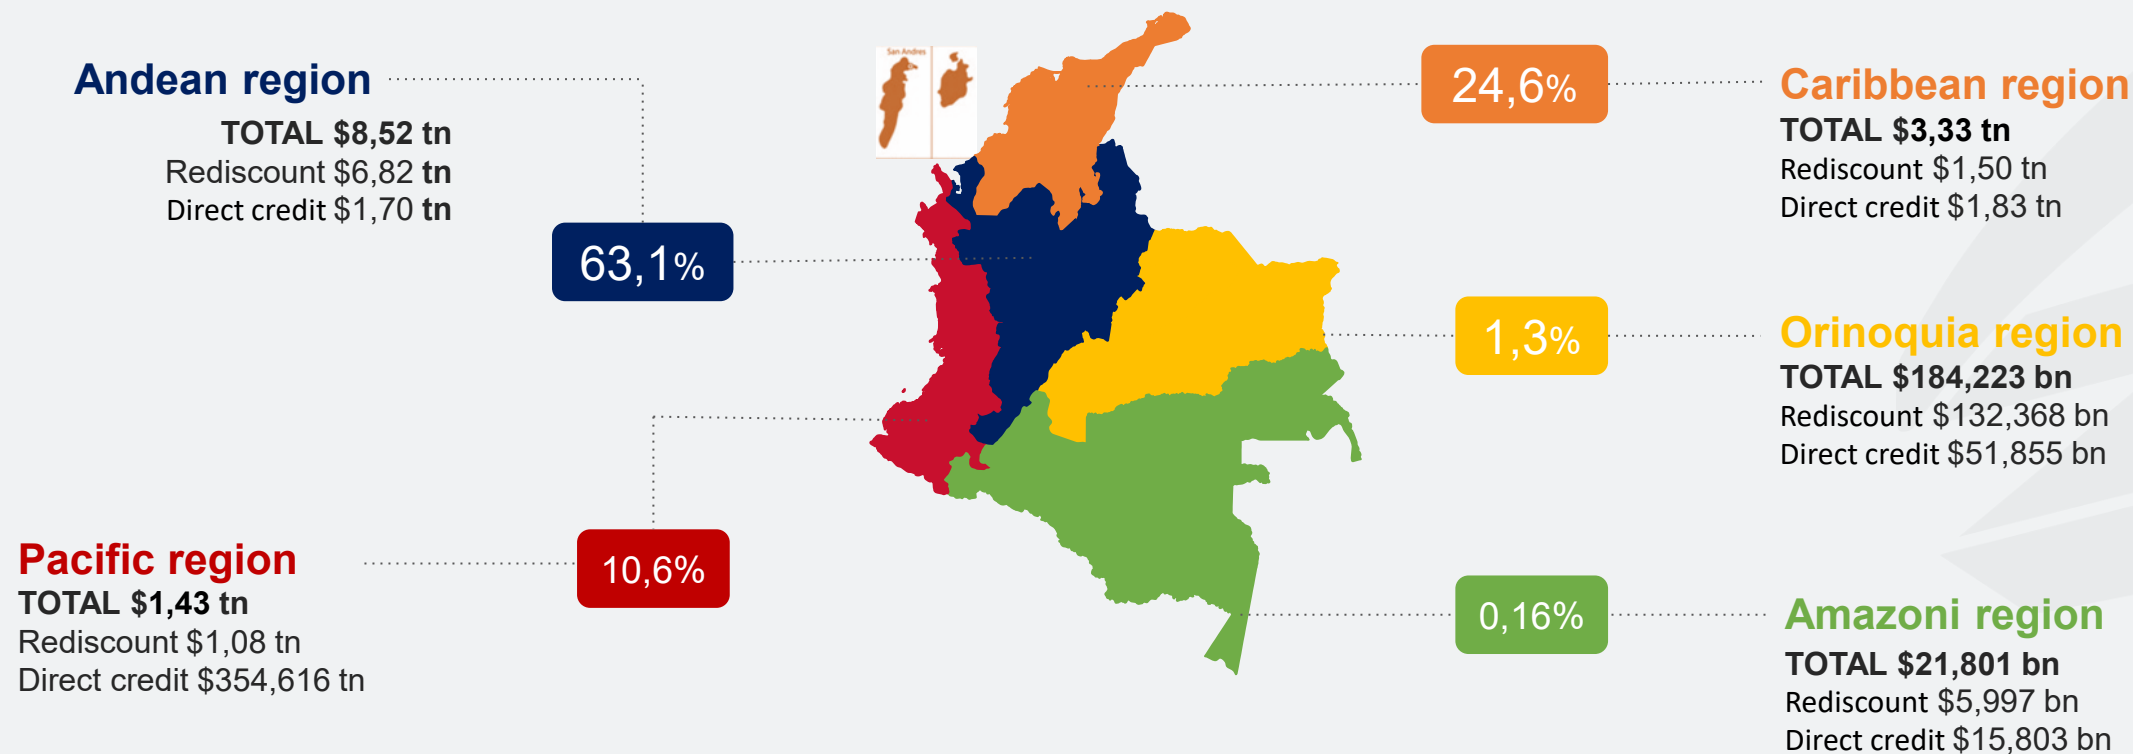 Andean region
TOTAL $8,52 tn
Rediscount $6,82 tn
Direct credit $1,70 tn
63,1%
Pacific region
TOTAL $1,43 tn
Rediscount $1,08 tn
Direct credit $354,616 tn
10,6%
San Andres
24,6%
Caribbean region
TOTAL $3,33 tn
Rediscount $1,50 tn
Direct credit $1,83 tn
1,3%
Orinoquia region
TOTAL $184,223 bn
Rediscount $132,368 bn
Direct credit $51,855 bn
0,16%
Amazoni region
TOTAL $21,801 bn
Rediscount $5,997 bn
Direct credit $15,803 bn